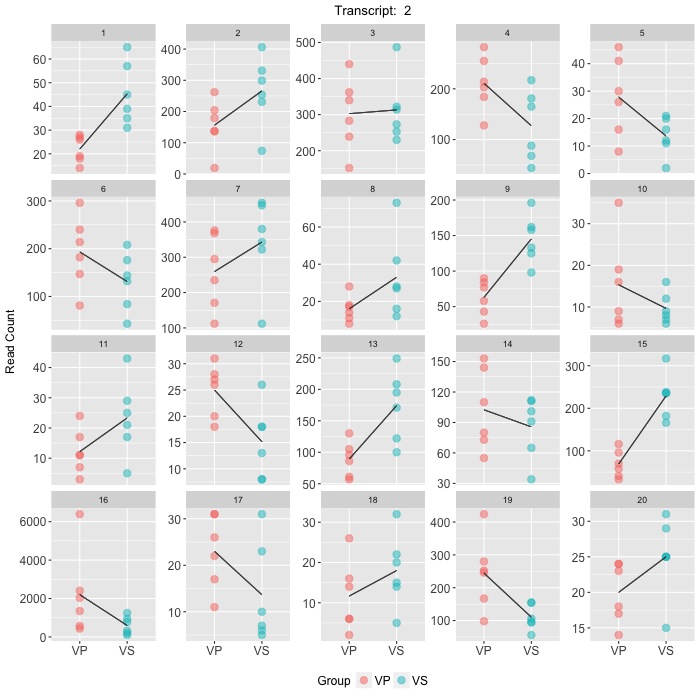 Transcript:  2
1 2 3 4 5
60 50 40 30 20
400 300 200 100 0
500 400 300 200
200 100
40 30 20 10 0
6 7 8 9 10
300 200 100
400 300 200 100
60 40 20
200 150 100 50
30 20 10
Read Count
11 12 13 14 15
40 30 20 10
30 25 20 15 10
250 200 150 100 50
150 120 90 60 30
300 200 100
16 17 18 19 20
6000 4000 2000 0
30 20 10
30 20 10
400 300 200 100
30 25 20 15
VP VS VP VS VP VS VP VS VP VS
Group VP VS